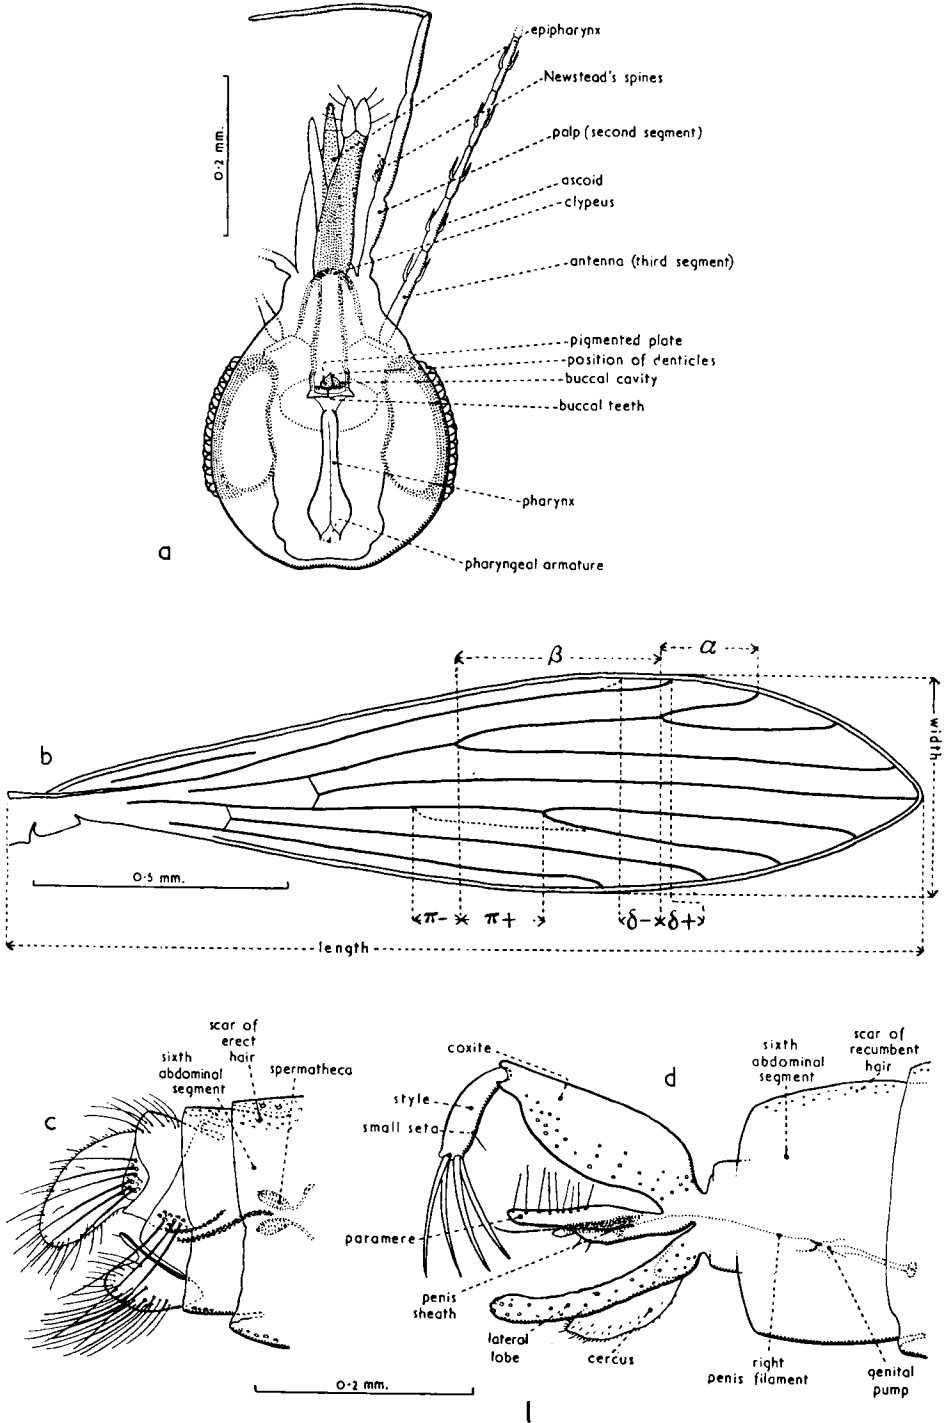 epipharynx
Newstead's spines
0·2 mm.
palp (second segment)
ascoid
clypeus
antenna (third segment)
pigmented plate
position of denticles
buccal cavity
buccal teeth
pharynx
a
pharyngeal armature
β
α
b
width
0·5 mm.
π- π+ δ- δ+
length
scar of
erect
hair
sixth
abdominal
segment
spermatheca
c
coxite
style
small seta
d
sixth
abdominal
segment
scar of
recumbent
hair
paramere
penis
sheath
lateral
lobe
cercus
right
penis filament
genital
pump
0·2 mm.
1